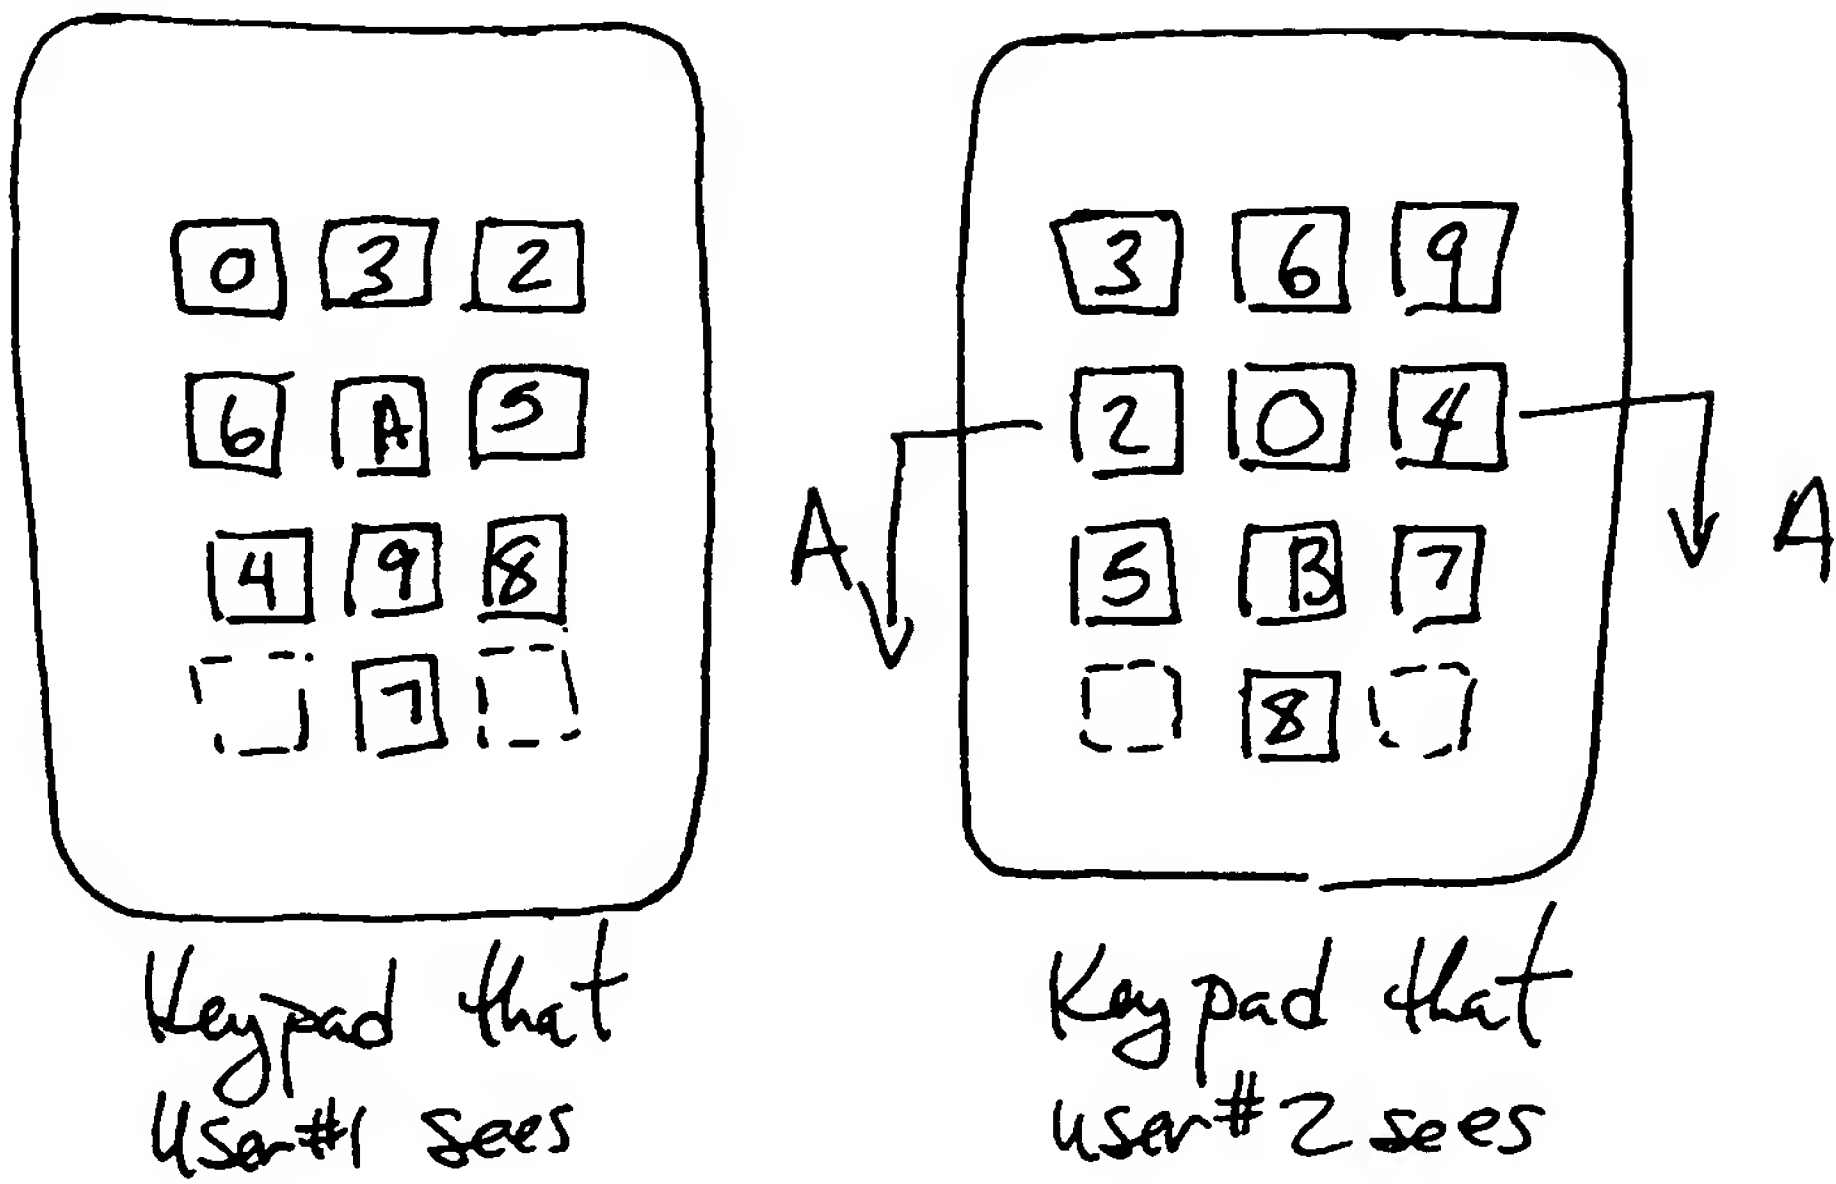 0 3 2
6 A 5
4 9 8
7
Keypad that
User#1 sees
3 6 9
2 0 4
A A
5 B 7
8
Keypad that
user#2 sees